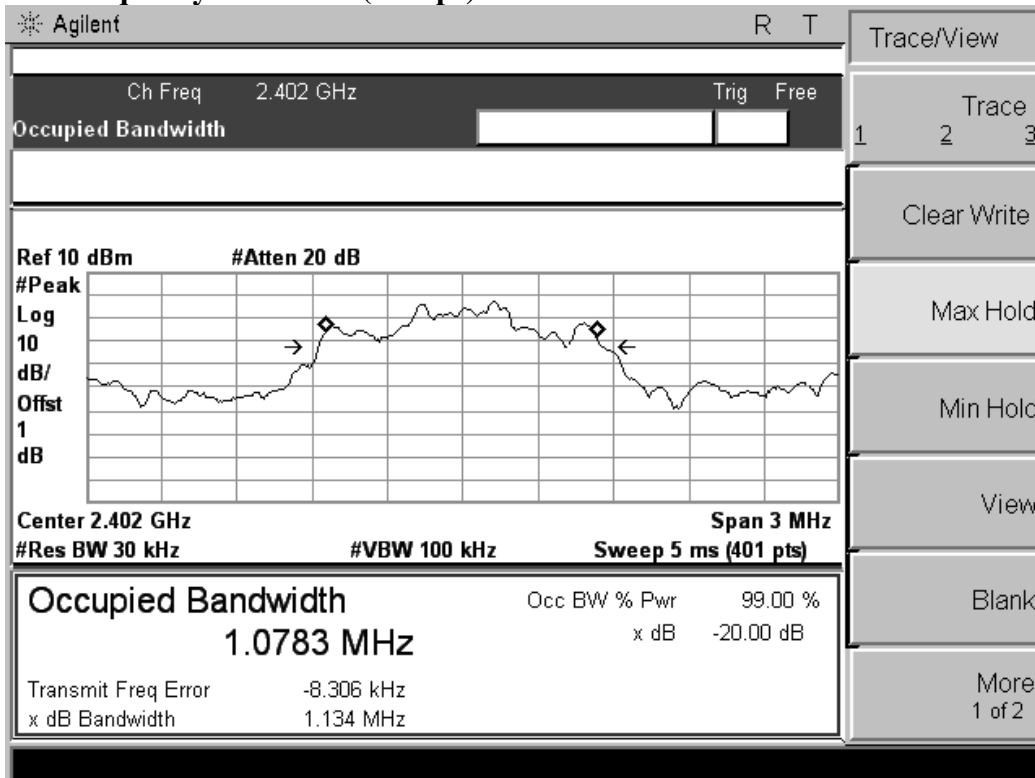 Agilent R T
Trace/View
Ch Freq 2.402 GHz Trig Free
Occupied Bandwidth
Trace
1 2 3
Clear Write
Max Hold
Min Hold
View
Blank
More
1 of 2
Ref 10 dBm #Atten 20 dB
#Peak
Log
10
dB/
Offst
1
dB
Center 2.402 GHz Span 3 MHz
#Res BW 30 kHz #VBW 100 kHz Sweep 5 ms (401 pts)
Occupied Bandwidth
1.0783 MHz
Occ BW % Pwr 99.00 %
x dB -20.00 dB
Transmit Freq Error -8.306 kHz
x dB Bandwidth 1.134 MHz